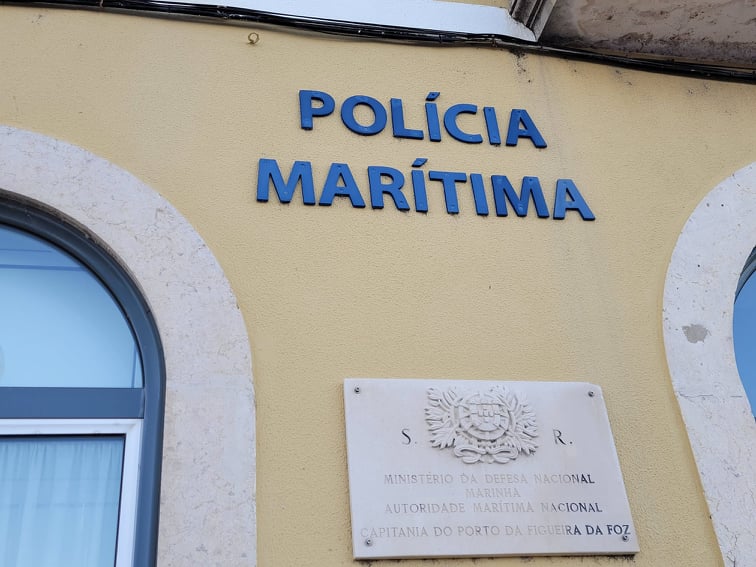 POLÍCIA
MARÍTIMA
S. R.
MINISTÉRIO DA DEFESA NACIONAL
MARINHA
AUTORIDADE MARÍTIMA NACIONAL
CAPITANIA DO PORTO DA FIGUEIRA DA FOZ